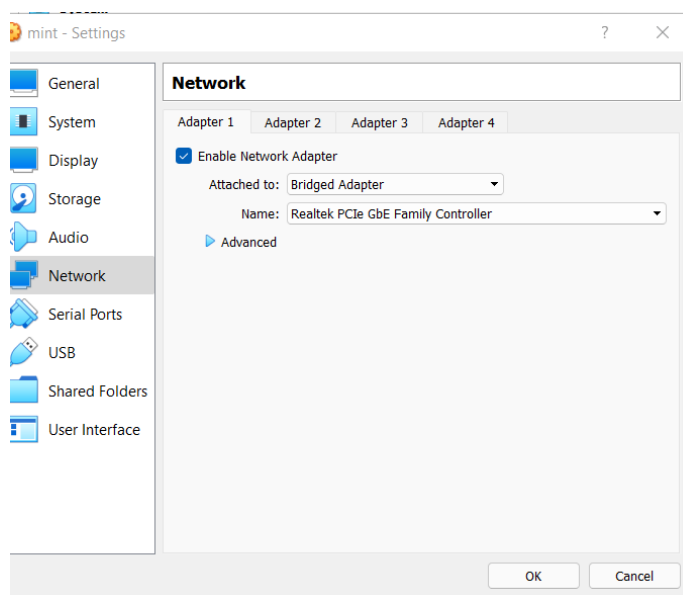 mint - Settings ?
General
System
Display
Storage
Audio
Network
Serial Ports
USB
Shared Folders
User Interface
Network
Adapter 1 Adapter 2 Adapter 3 Adapter 4
Enable Network Adapter
Attached to: Bridged Adapter
Name: Realtek PCIe GbE Family Controller
Advanced
OK Cancel